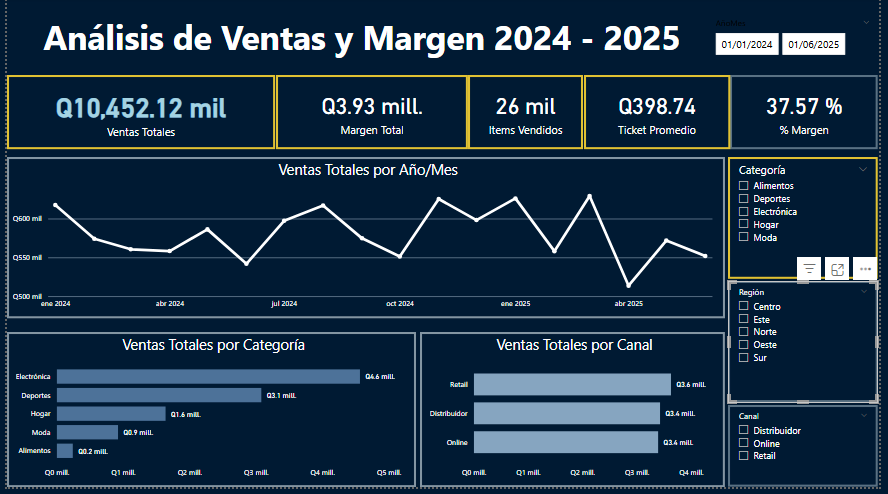 Análisis de Ventas y Margen 2024 - 2025
01/01/2024 01/06/2025
Q10,452.12 mil
Ventas Totales
Q3.93 mill.
Margen Total
26 mil
Items Vendidos
Q398.74
Ticket Promedio
37.57 %
% Margen
Ventas Totales por Año/Mes
Q600 mil
Q550 mil
Q500 mil
ene 2024 abr 2024 jul 2024 oct 2024 ene 2025 abr 2025
Categoría
Alimentos
Deportes
Electrónica
Hogar
Moda
Región
Centro
Este
Norte
Oeste
Sur
Ventas Totales por Categoría
Electrónica Q4.6 mill.
Deportes Q3.1 mill.
Hogar Q1.6 mill.
Moda Q0.9 mill.
Alimentos Q0.2 mill.
Q0 mill. Q1 mill. Q2 mill. Q3 mill. Q4 mill. Q5 mill.
Ventas Totales por Canal
Retail Q3.6 mill.
Distribuidor Q3.4 mill.
Online Q3.4 mill.
Q0 mill. Q1 mill. Q2 mill. Q3 mill. Q4 mill.
Canal
Distribuidor
Online
Retail